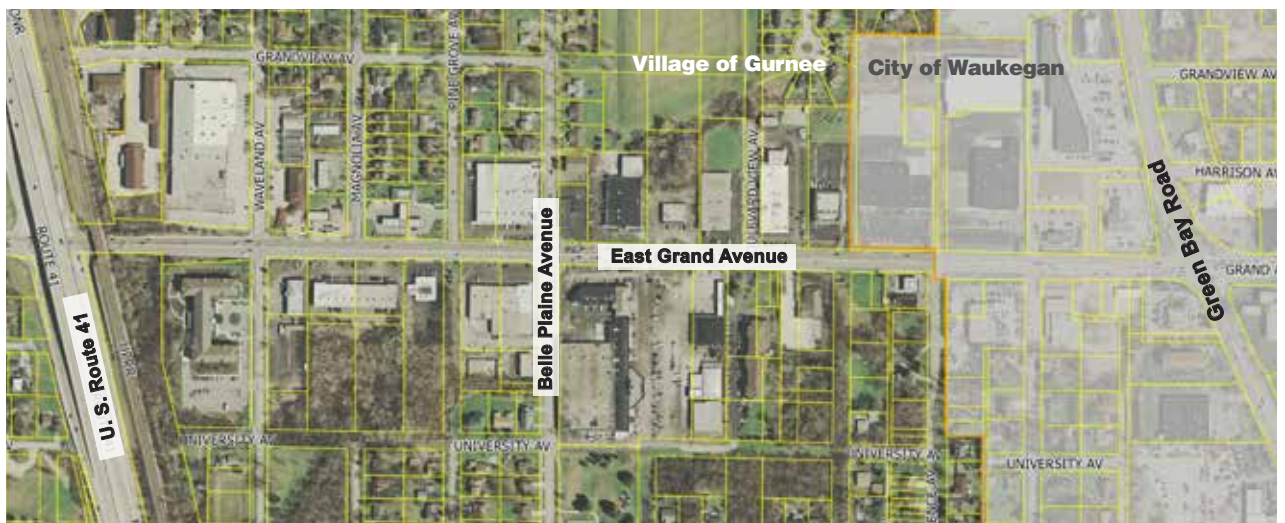 GRANDVIEW AV
Village of Gurnee
City of Waukegan
GRANDVIEW AV
PINE GROVE AV
WAVELAND AV
MAGNOLIA AV
HARRISON AV
ROUTE 41
U. S. Route 41
Belle Plaine Avenue
East Grand Avenue
Green Bay Road
GRAND
UNIVERSITY AV
UNIVERSITY AV
UNIVERSITY AV
UNIVERSITY AV